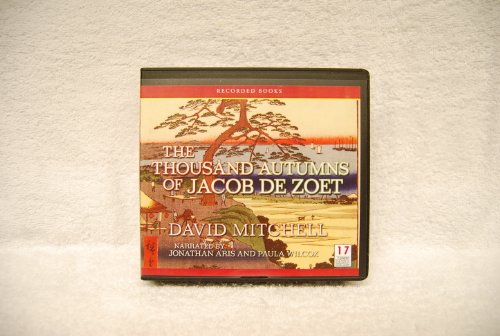 RECORDED BOOKS
THE
THOUSAND AUTUMNS
OF JACOB DE ZOET
DAVID MITCHELL
NARRATED BY
JONATHAN ARIS AND PAULA WILCOX
17